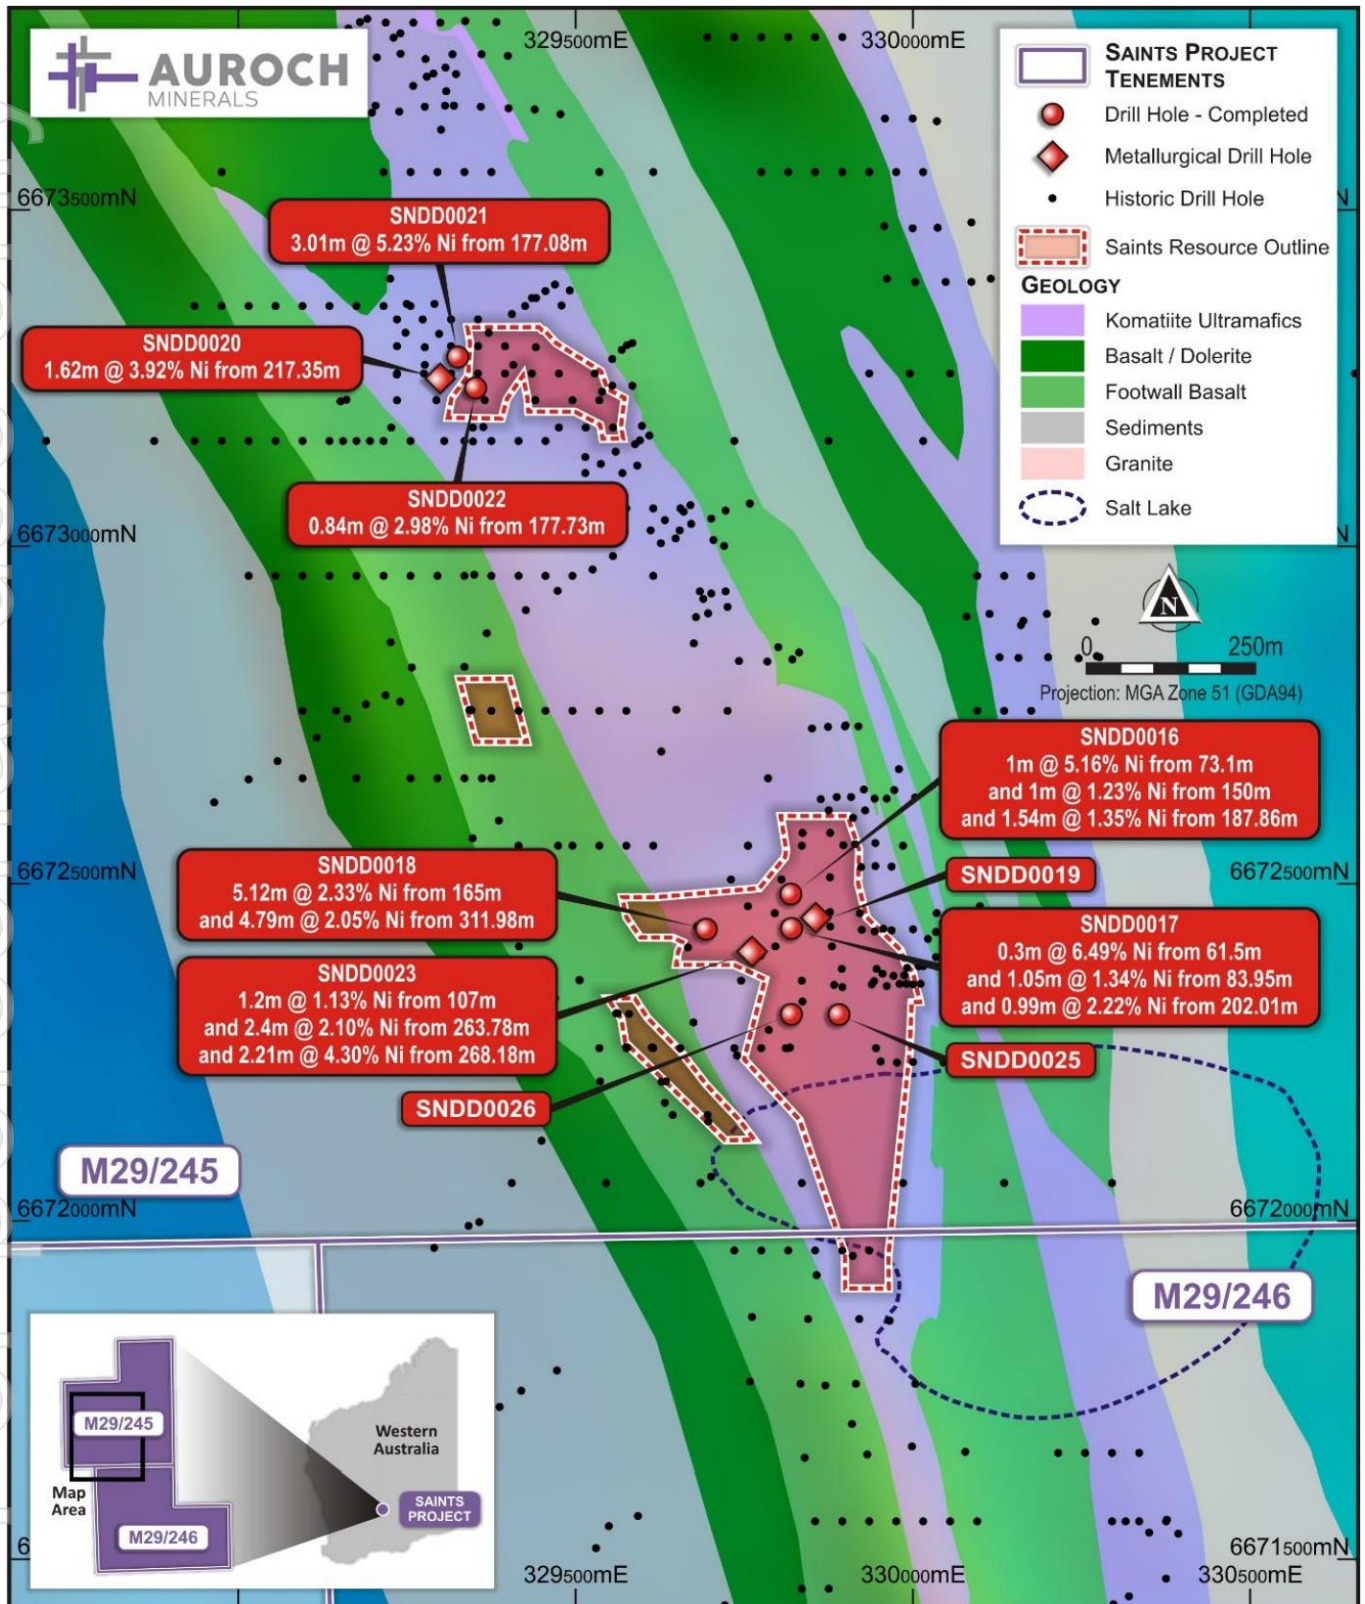 AUROCH
MINERALS
329500mE
330000mE
SAINTS PROJECT
TENEMENTS
Drill Hole - Completed
Metallurgical Drill Hole
Historic Drill Hole
Saints Resource Outline
GEOLOGY
Komatiite Ultramafics
Basalt / Dolerite
Footwall Basalt
Sediments
Granite
Salt Lake
6673500mN
SNDD0021
3.01m @ 5.23% Ni from 177.08m
SNDD0020
1.62m @ 3.92% Ni from 217.35m
SNDD0022
0.84m @ 2.98% Ni from 177.73m
6673000mN
N
0 250m
Projection: MGA Zone 51 (GDA94)
SNDD0016
1m @ 5.16% Ni from 73.1m
and 1m @ 1.23% Ni from 150m
and 1.54m @ 1.35% Ni from 187.86m
6672500mN
6672500mN
SNDD0018
5.12m @ 2.33% Ni from 165m
and 4.79m @ 2.05% Ni from 311.98m
SNDD0019
SNDD0017
0.3m @ 6.49% Ni from 61.5m
and 1.05m @ 1.34% Ni from 83.95m
and 0.99m @ 2.22% Ni from 202.01m
SNDD0023
1.2m @ 1.13% Ni from 107m
and 2.4m @ 2.10% Ni from 263.78m
and 2.21m @ 4.30% Ni from 268.18m
SNDD0025
SNDD0026
M29/245
6672000mN
6672000mN
M29/246
M29/245
Map
Area
M29/246
Western
Australia
SAINTS
PROJECT
6671500mN
329500mE
330000mE
330500mE